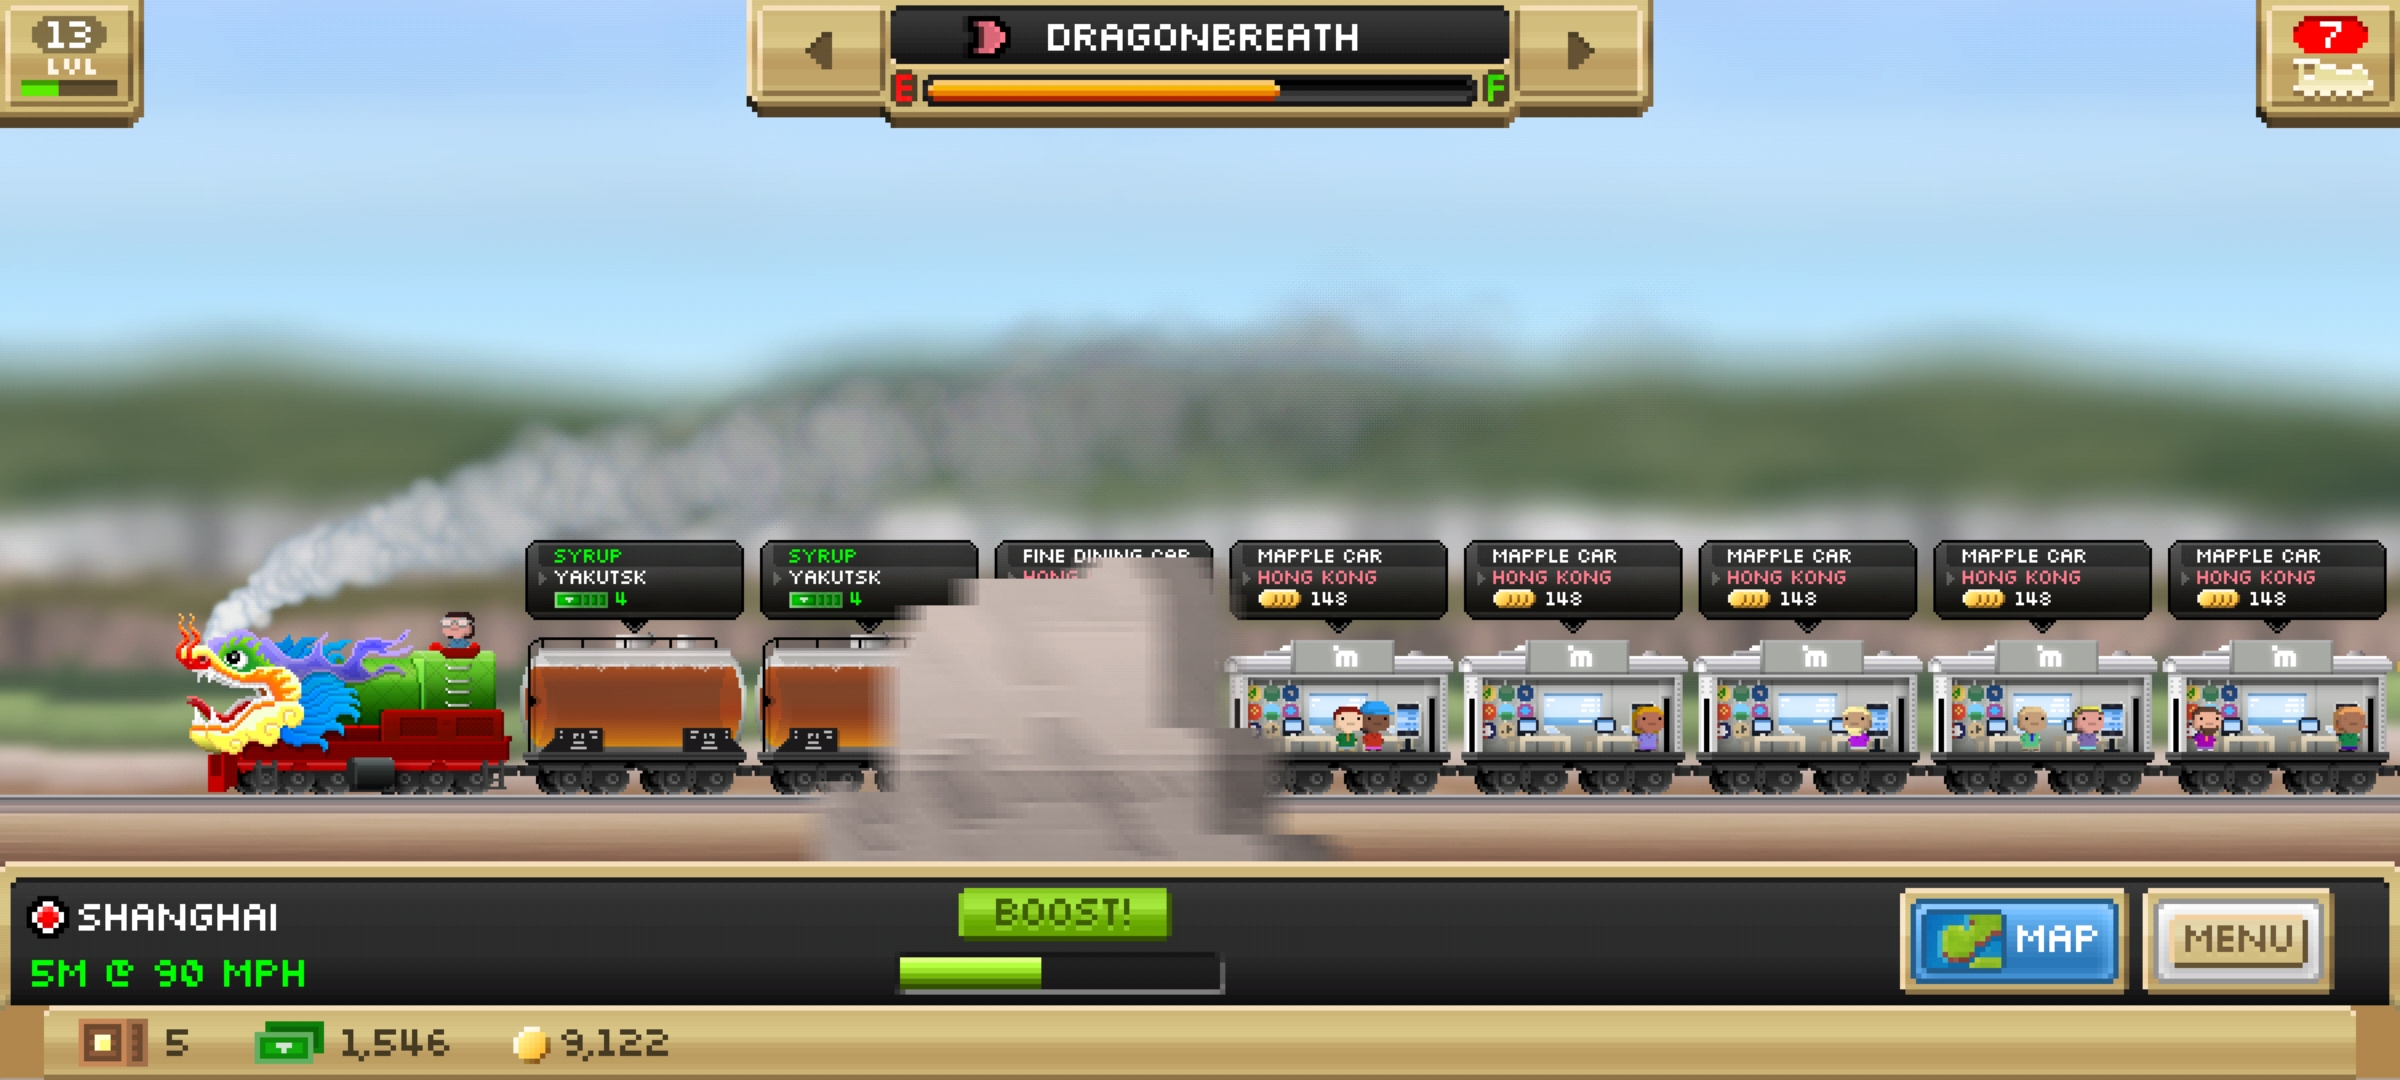 13
LVL
DRAGONBREATH
E F
7
SYRUP
YAKUTSK
4
SYRUP
YAKUTSK
4
FINE DINING CAR
HONG
MAPPLE CAR
HONG KONG
148
MAPPLE CAR
HONG KONG
148
MAPPLE CAR
HONG KONG
148
MAPPLE CAR
HONG KONG
148
MAPPLE CAR
HONG KONG
148
m
m
m
m
m
SHANGHAI
5M @ 90 MPH
BOOST!
MAP
MENU
5
1,546
9,122